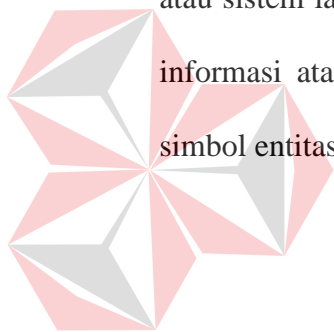 atau sistem la
informasi ata
simbol entitas